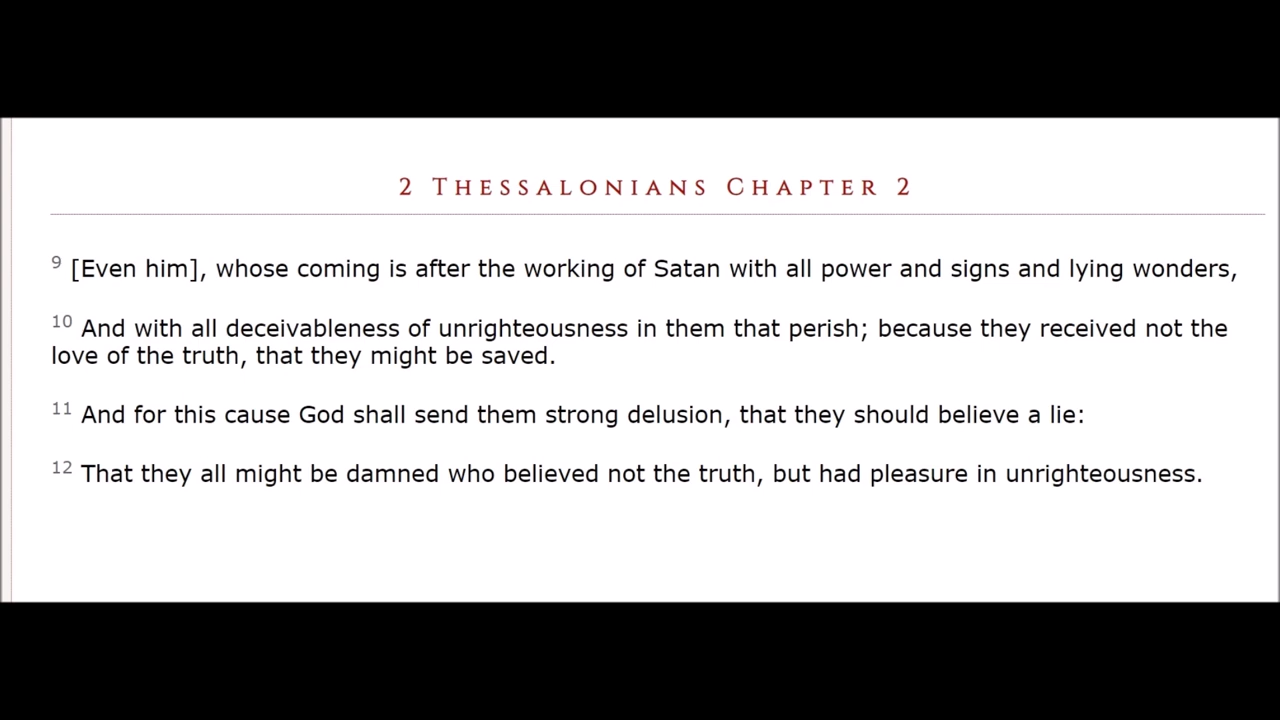 2 Thessalonians Chapter 2
9 [Even him], whose coming is after the working of Satan with all power and signs and lying wonders,
10 And with all deceivableness of unrighteousness in them that perish; because they received not the
love of the truth, that they might be saved.
11 And for this cause God shall send them strong delusion, that they should believe a lie:
12 That they all might be damned who believed not the truth, but had pleasure in unrighteousness.